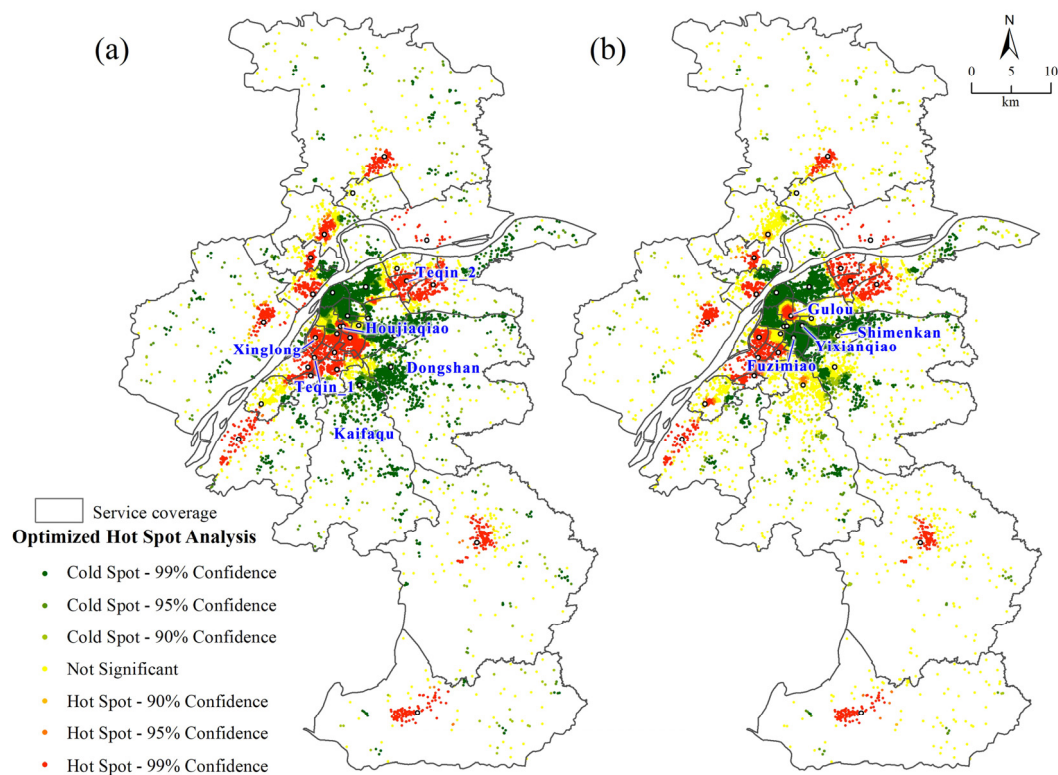 (a)
(b)
N
0 5 10
km
Teqin_2
Houjiaqiao
Xinglong
Dongshan
Teqin_1
Kaifaqu
Gulou
Shimenkan
Yixianqiao
Fuzimiao
Service coverage
Optimized Hot Spot Analysis
Cold Spot - 99% Confidence
Cold Spot - 95% Confidence
Cold Spot - 90% Confidence
Not Significant
Hot Spot - 90% Confidence
Hot Spot - 95% Confidence
Hot Spot - 99% Confidence